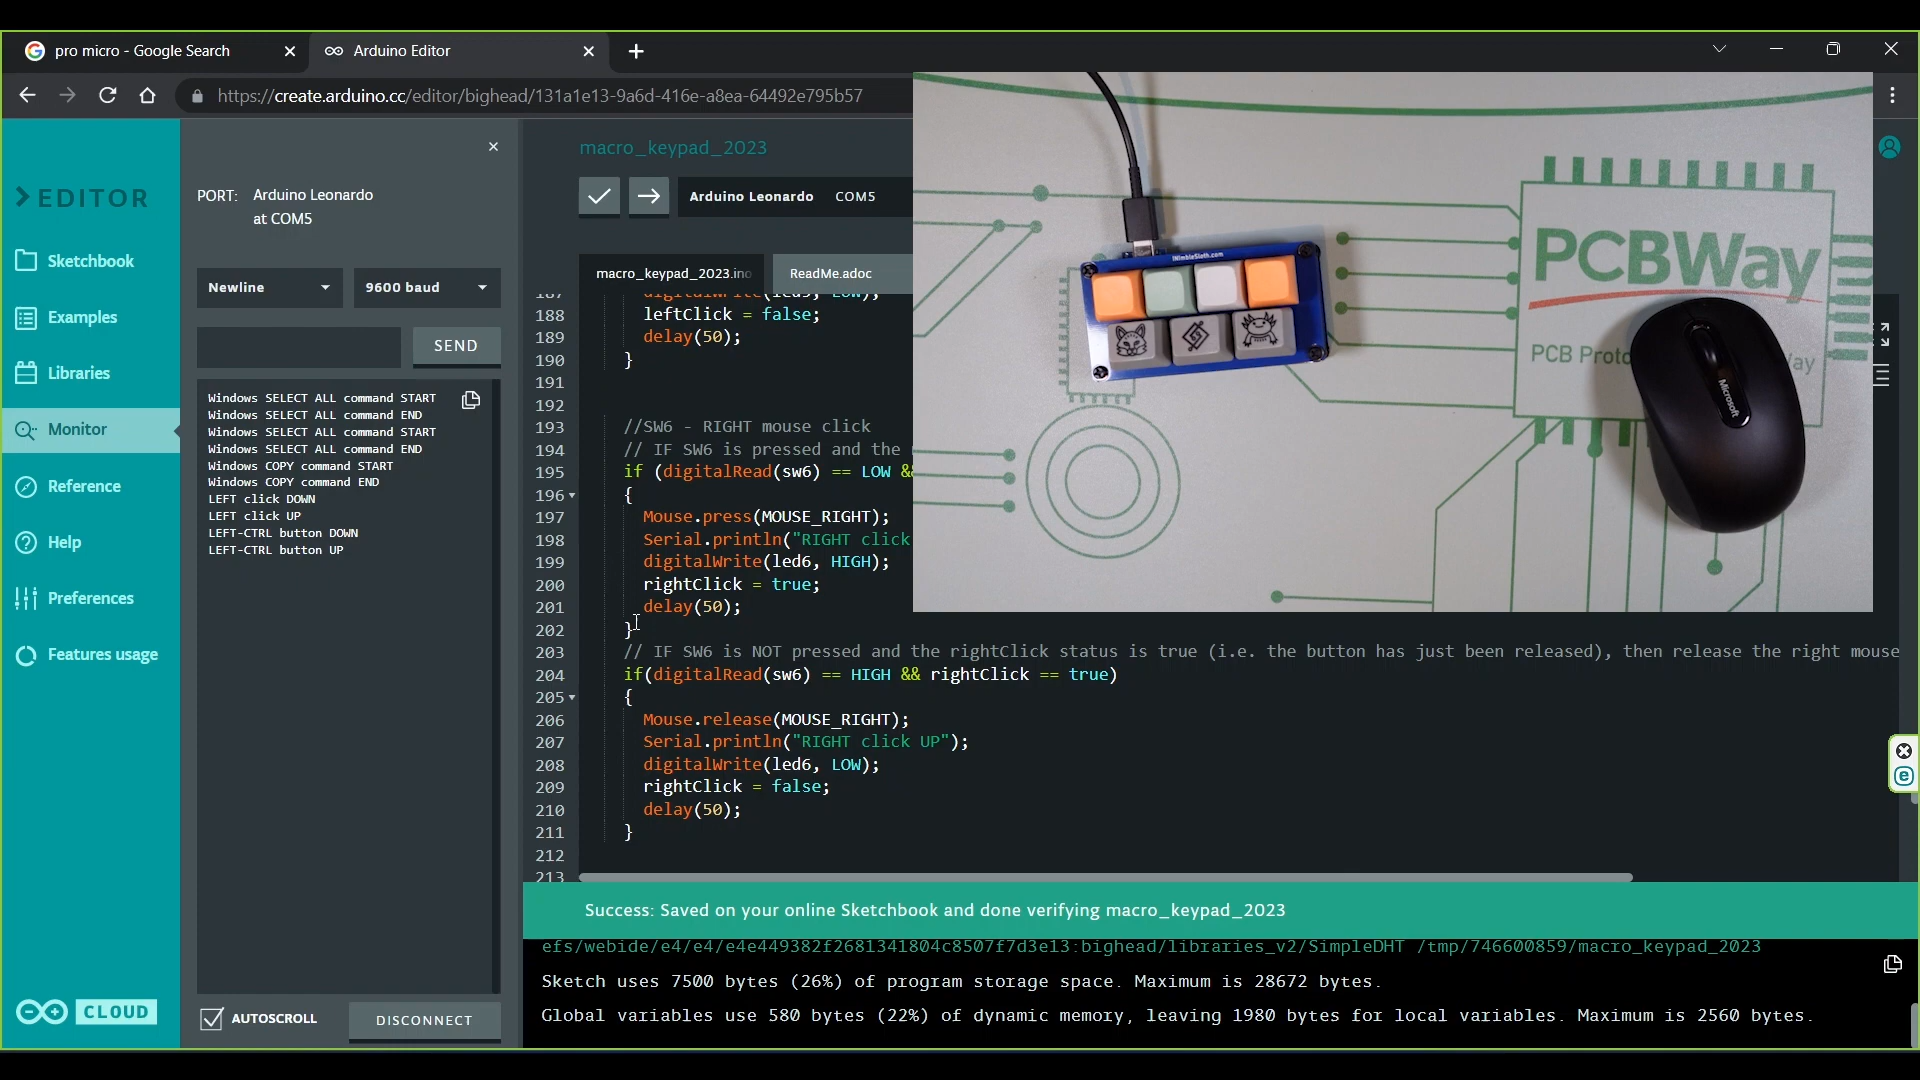 pro micro - Google Search
Arduino Editor
https://create.arduino.cc/editor/bighead/131a1e13-9a6d-416e-a8ea-64492e795b57
EDITOR
Sketchbook
Examples
Libraries
Monitor
Reference
Help
Preferences
Features usage
CLOUD
PORT: Arduino Leonardo
at COM5
Newline
9600 baud
SEND
Windows SELECT ALL command START
Windows SELECT ALL command END
Windows SELECT ALL command START
Windows SELECT ALL command END
Windows COPY command START
Windows COPY command END
LEFT click DOWN
LEFT click UP
LEFT-CTRL button DOWN
LEFT-CTRL button UP
AUTOSCROLL
DISCONNECT
macro_keypad_2023
Arduino Leonardo COM5
macro_keypad_2023.ino
ReadMe.adoc
188 leftClick = false;
189 delay(50);
190 }
191
192
193 //SW6 - RIGHT mouse click
194 // IF SW6 is pressed and the
195 if (digitalRead(sw6) == LOW &&
196 {
197 Mouse.press(MOUSE_RIGHT);
198 Serial.println("RIGHT click
199 digitalWrite(led6, HIGH);
200 rightClick = true;
201 delay(50);
202 }
203 // IF SW6 is NOT pressed and the rightClick status is true (i.e. the button has just been released), then release the right mouse
204 if(digitalRead(sw6) == HIGH && rightClick == true)
205 {
206 Mouse.release(MOUSE_RIGHT);
207 Serial.println("RIGHT click UP");
208 digitalWrite(led6, LOW);
209 rightClick = false;
210 delay(50);
211 }
212
213
Success: Saved on your online Sketchbook and done verifying macro_keypad_2023
efs/webide/e4/e4/e4e449382f2681341804c8507f7d3e13:bighead/libraries_v2/SimpleDHT /tmp/746600859/macro_keypad_2023
Sketch uses 7500 bytes (26%) of program storage space. Maximum is 28672 bytes.
Global variables use 580 bytes (22%) of dynamic memory, leaving 1980 bytes for local variables. Maximum is 2560 bytes.
PCBWay
PCB Proto
ay
Microsoft